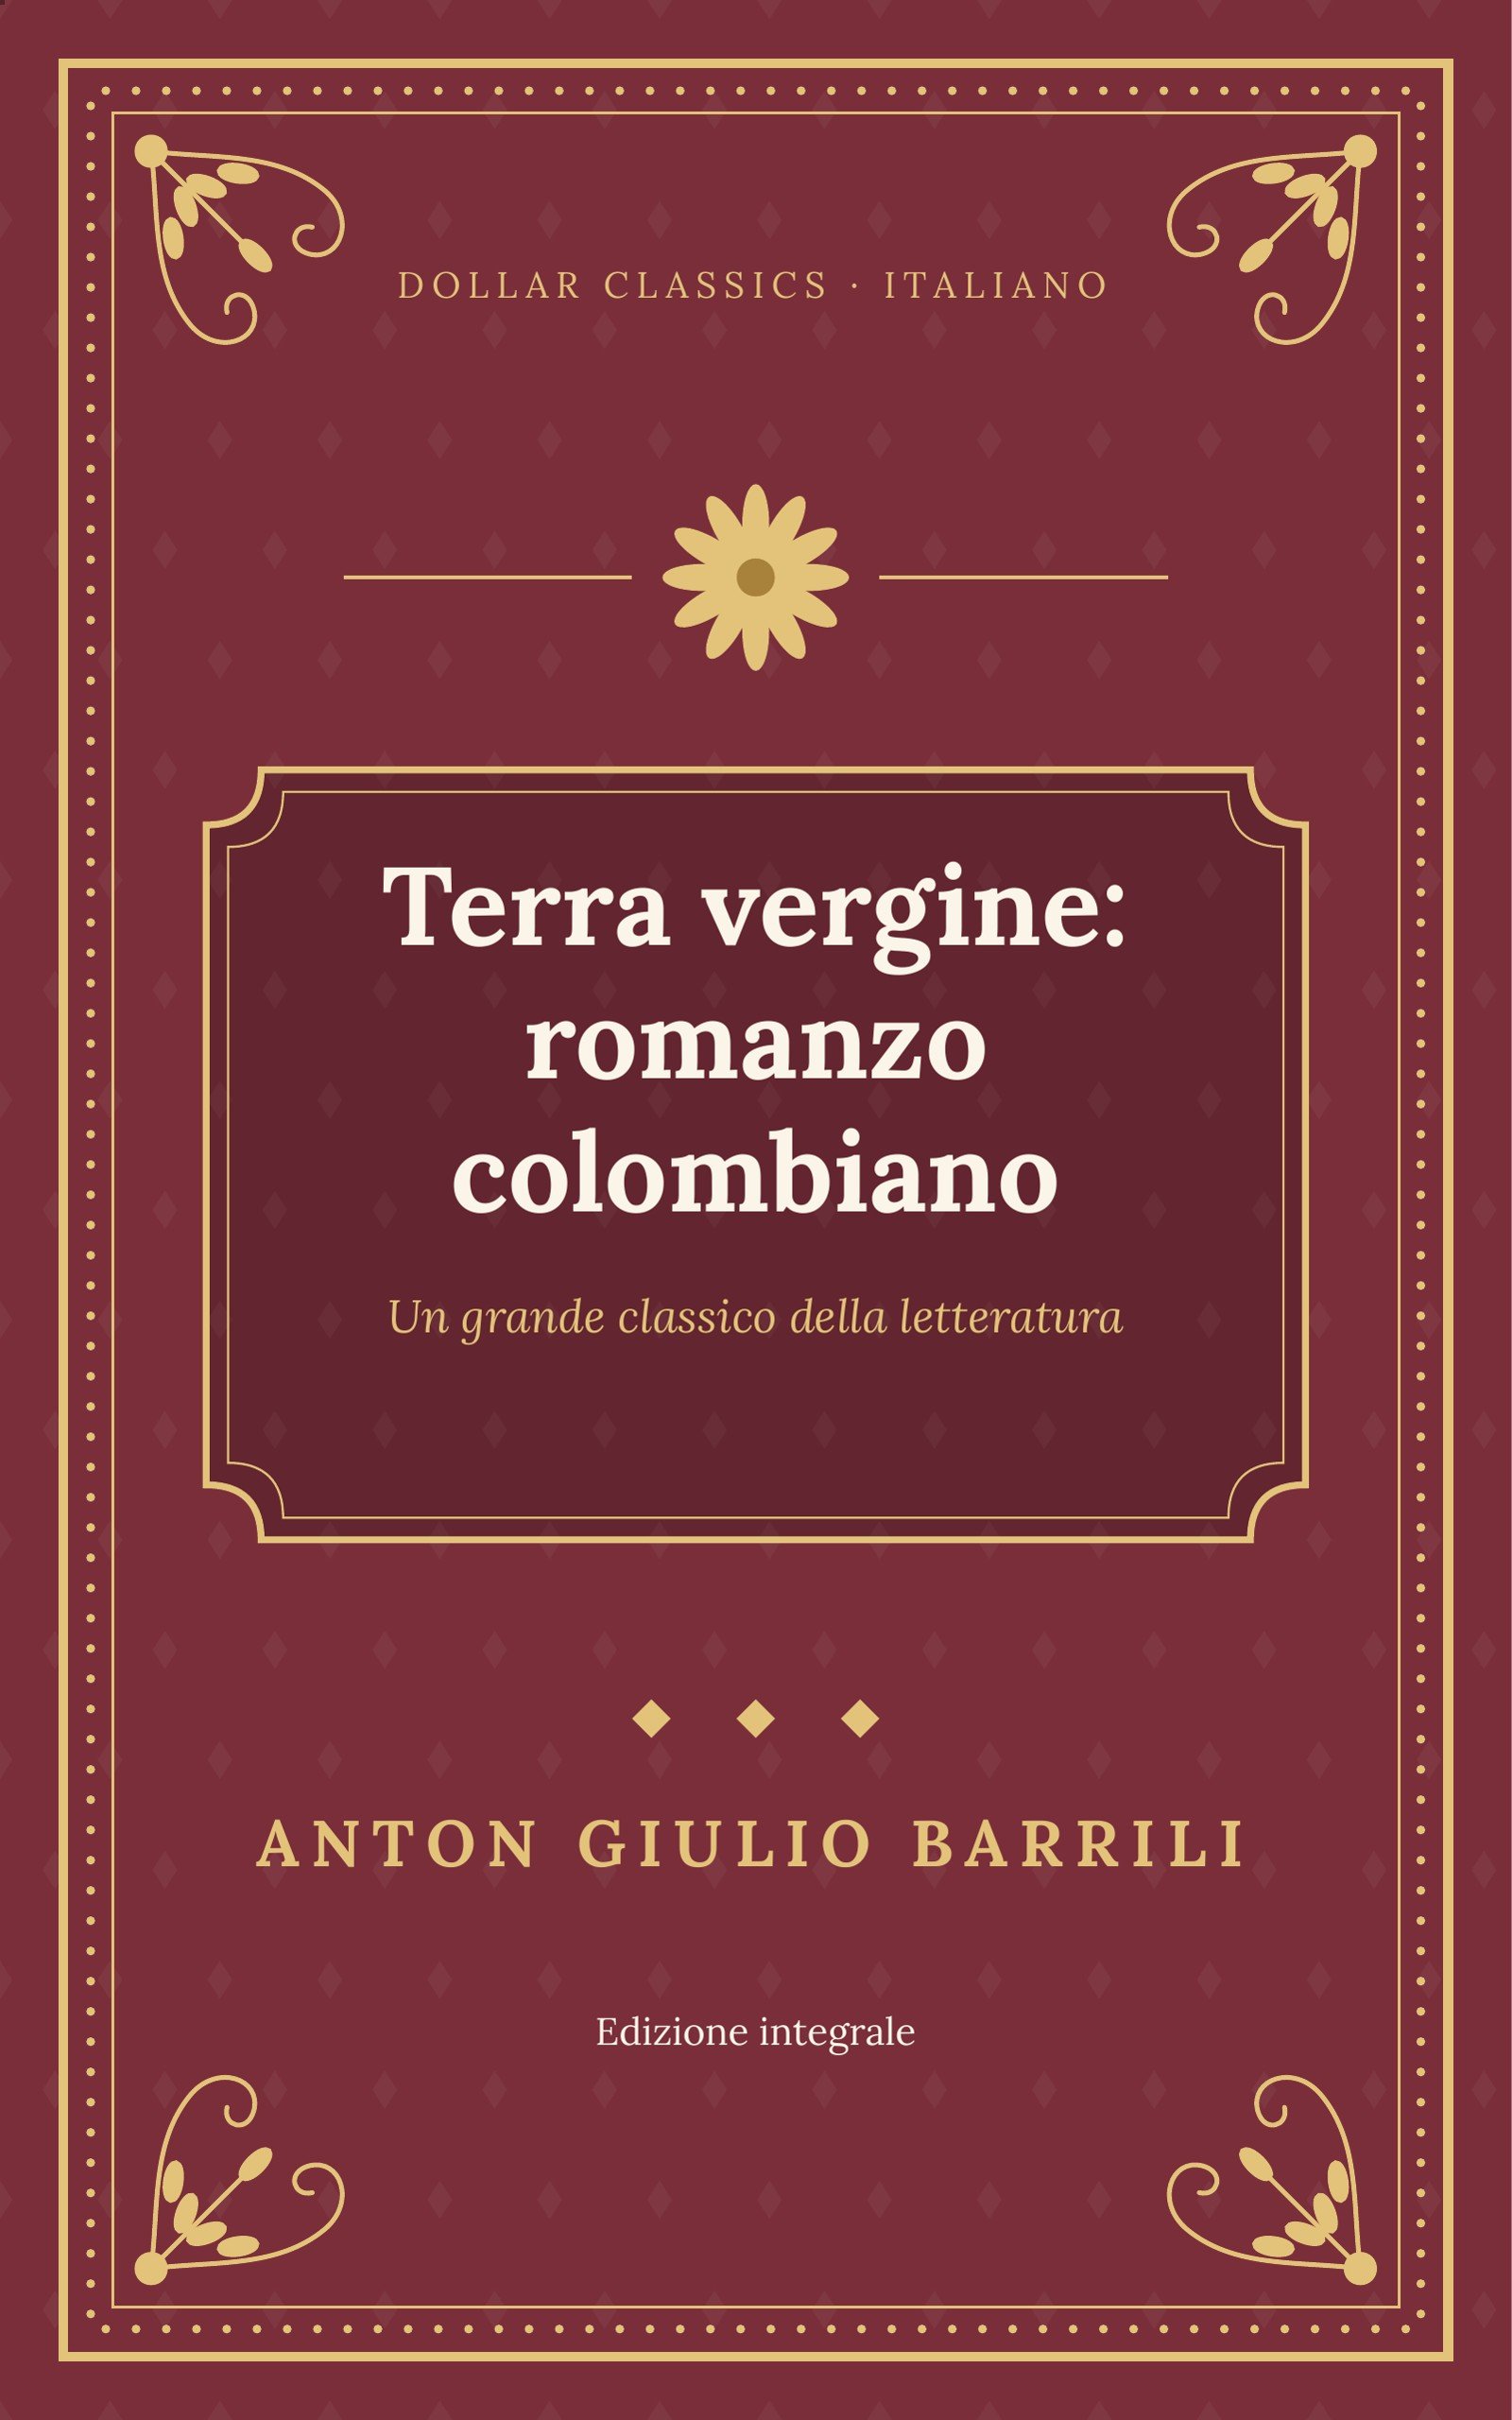 DOLLAR CLASSICS · ITALIANO
Terra vergine:
romanzo
colombiano
Un grande classico della letteratura
ANTON GIULIO BARRILI
Edizione integrale